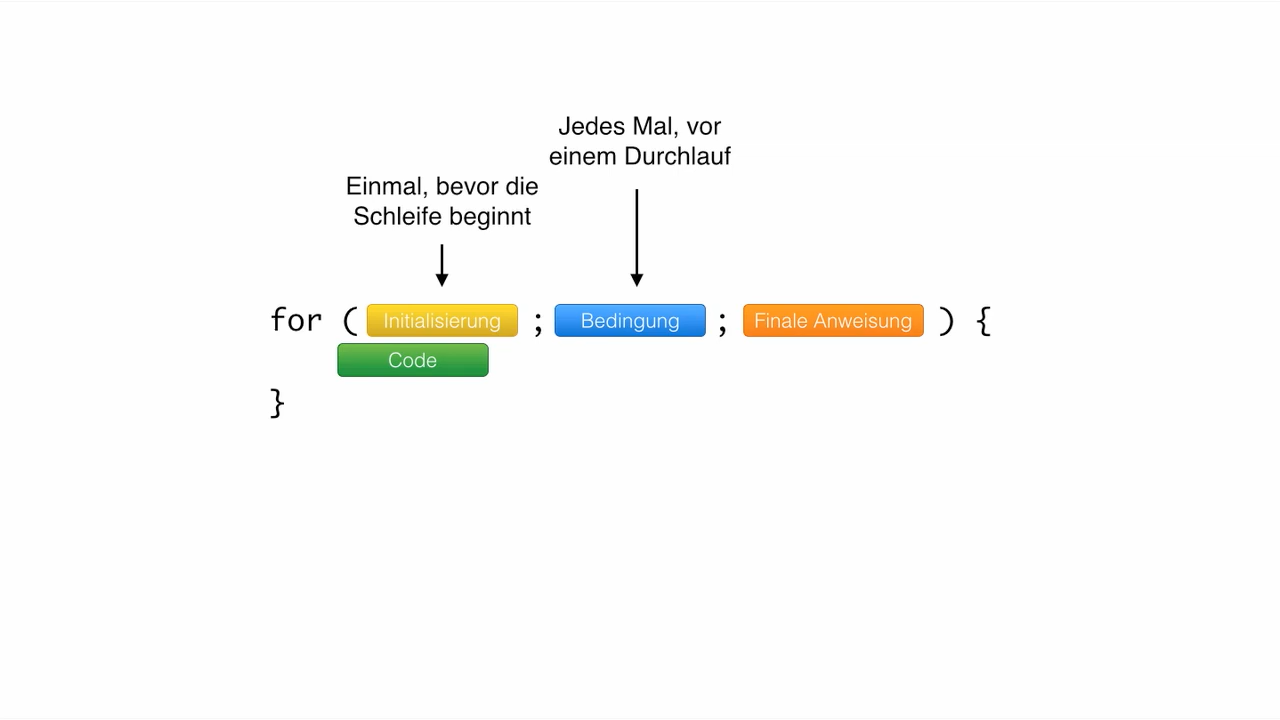 Jedes Mal, vor
einem Durchlauf
Einmal, bevor die
Schleife beginnt
for ( Initialisierung ; Bedingung ; Finale Anweisung ) {
Code
}